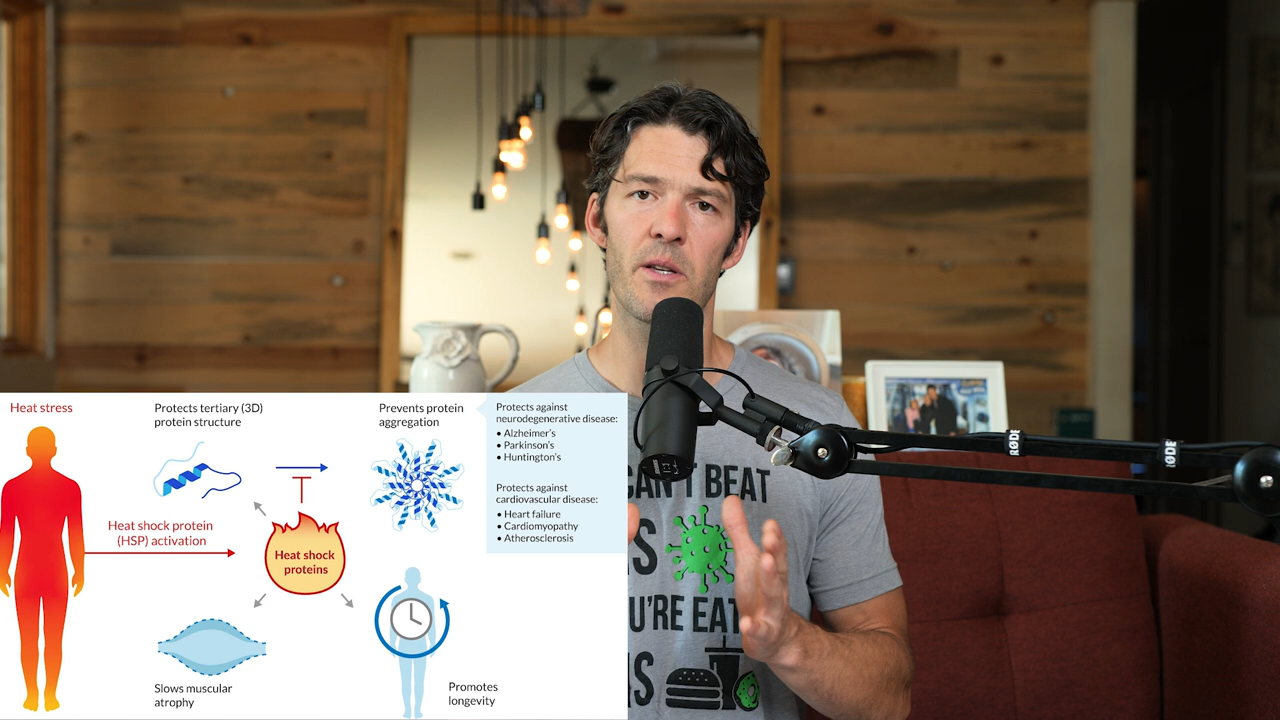 Heat stress
Protects tertiary (3D)
protein structure
Prevents protein
aggregation
Protects against
neurodegenerative disease:
• Alzheimer's
• Parkinson's
• Huntington's
Protects against
cardiovascular disease:
• Heart failure
• Cardiomyopathy
• Atherosclerosis
Heat shock protein
(HSP) activation
Heat shock
proteins
Slows muscular
atrophy
Promotes
longevity
CAN'T BEAT
U'RE EAT
RØDE
RØDE